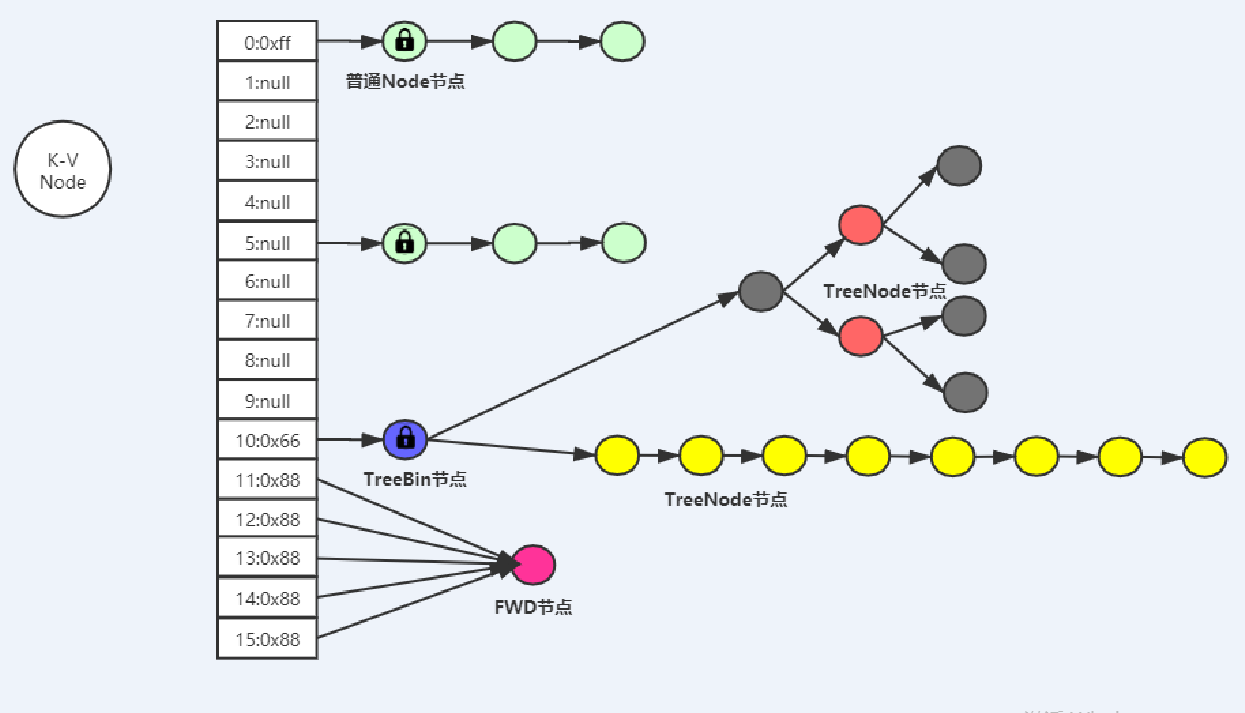 K-V
Node
0:0xff
1:null
2:null
3:null
4:null
5:null
6:null
7:null
8:null
9:null
10:0x66
11:0x88
12:0x88
13:0x88
14:0x88
15:0x88
普通Node节点
TreeNode节点
TreeBin节点
TreeNode节点
FWD节点